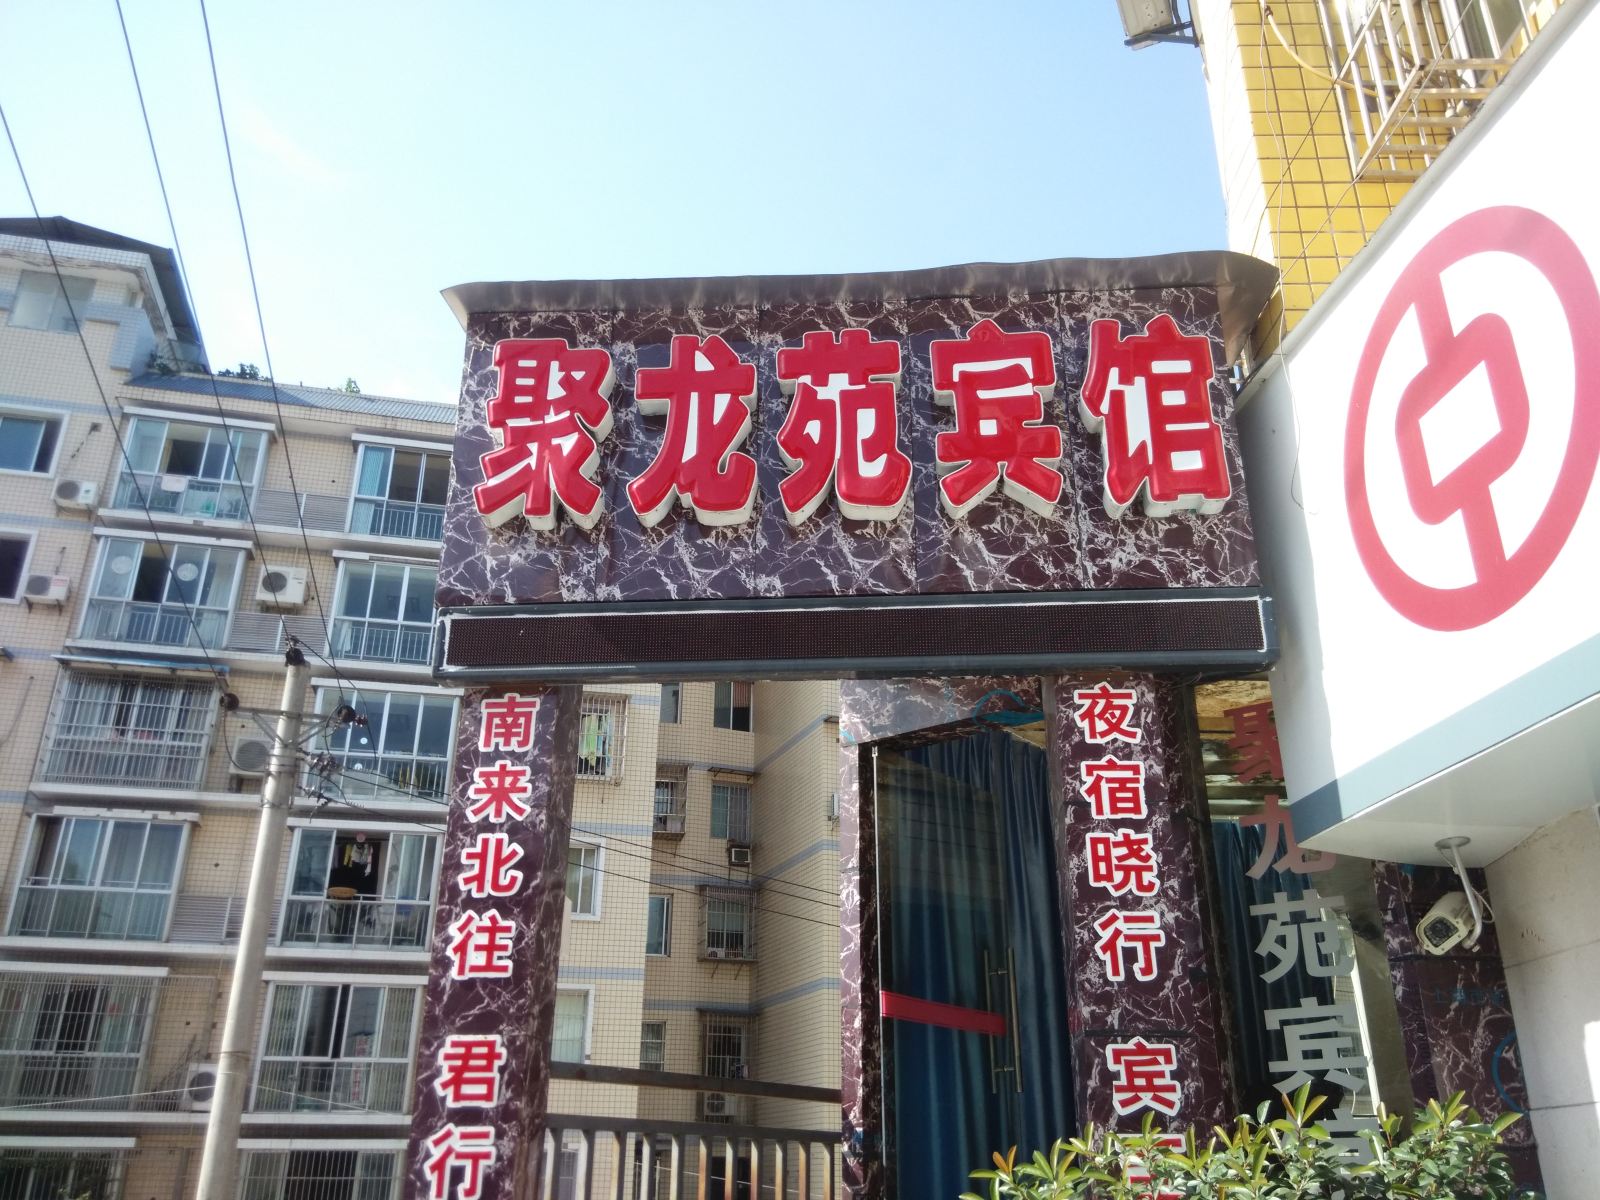 聚龙苑宾馆
南来北往 君行
夜宿晓行 宾
聚龙苑宾馆